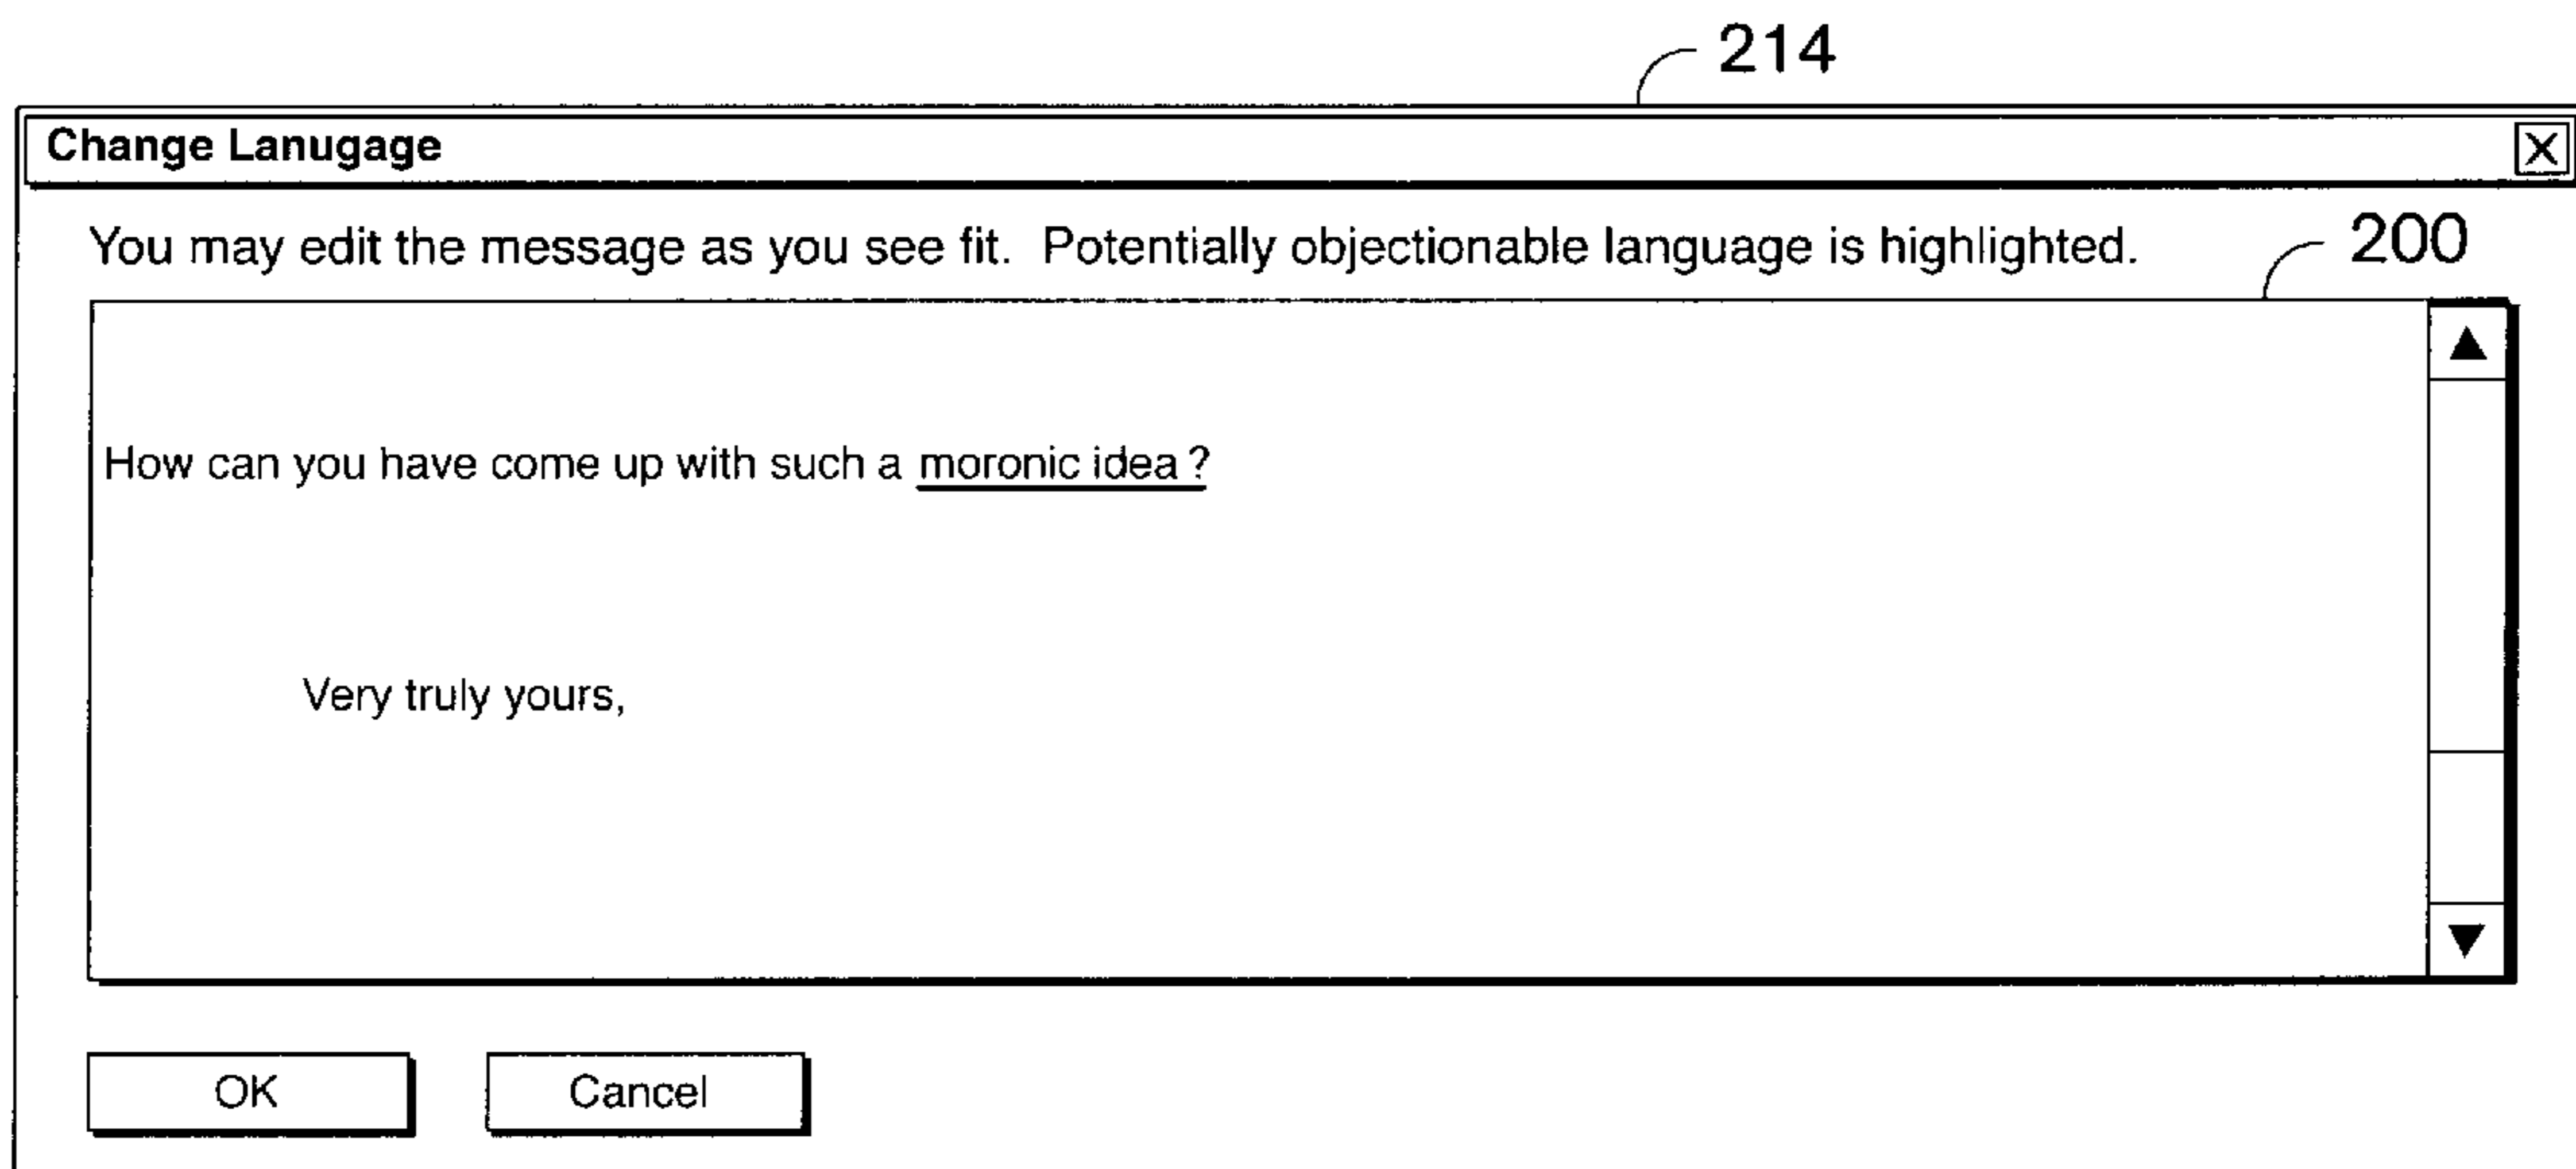 214
Change Lanugage
You may edit the message as you see fit. Potentially objectionable language is highlighted.
200
How can you have come up with such a moronic idea ?
Very truly yours,
OK Cancel